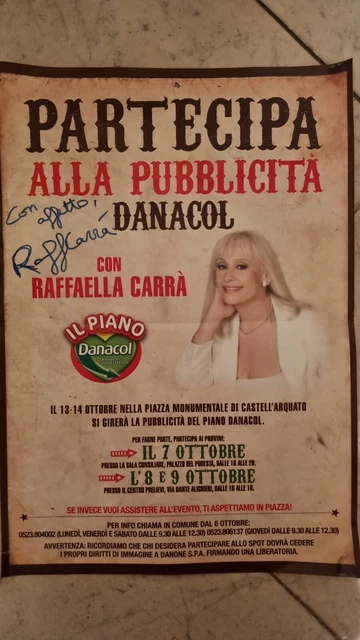 PARTECIPA
ALLA PUBBLICITÀ
DANACOL
Con affetto!
RaffCarrà
CON
RAFFAELLA CARRÀ
IL PIANO
Danacol
IL 13-14 OTTOBRE NELLA PIAZZA MONUMENTALE DI CASTELL'ARQUATO
SI GIRERÀ LA PUBBLICITÀ DEL PIANO DANACOL.
PER FARNE PARTE, PARTECIPA AI PROVINI:
IL 7 OTTOBRE
PRESSO LA SALA CONSILIARE, PALAZZO DEL PODESTÀ, DALLE 16 ALLE 20.
L'8 E 9 OTTOBRE
PRESSO IL CENTRO PRELIEVI, VIA DANTE ALIGHIERI, DALLE 10 ALLE 18.
SE INVECE VUOI ASSISTERE ALL'EVENTO, TI ASPETTIAMO IN PIAZZA!
PER INFO CHIAMA IN COMUNE DAL 6 OTTOBRE:
0523.804002 (LUNEDÌ, VENERDÌ E SABATO DALLE 9.30 ALLE 12.30) 0523.806137 (GIOVEDÌ DALLE 9.30 ALLE 12.30)
AVVERTENZA: RICORDIAMO CHE CHI DESIDERA PARTECIPARE ALLO SPOT DOVRÀ CEDERE
I PROPRI DIRITTI DI IMMAGINE A DANONE S.P.A. FIRMANDO UNA LIBERATORIA.